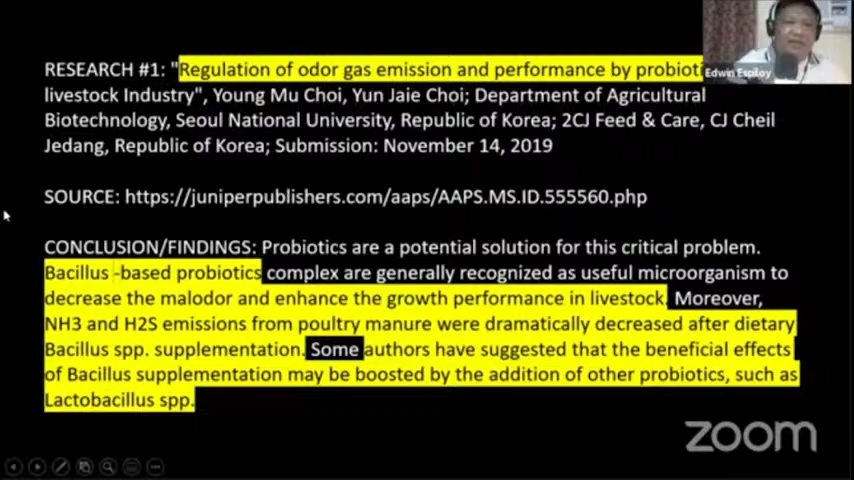 RESEARCH #1: "Regulation of odor gas emission and performance by probioti
Edwin Espiloy
livestock Industry", Young Mu Choi, Yun Jaie Choi; Department of Agricultural
Biotechnology, Seoul National University, Republic of Korea; 2CJ Feed & Care, CJ Cheil
Jedang, Republic of Korea; Submission: November 14, 2019
SOURCE: https://juniperpublishers.com/aaps/AAPS.MS.ID.555560.php
CONCLUSION/FINDINGS: Probiotics are a potential solution for this critical problem.
Bacillus -based probiotics complex are generally recognized as useful microorganism to
decrease the malodor and enhance the growth performance in livestock. Moreover,
NH3 and H2S emissions from poultry manure were dramatically decreased after dietary
Bacillus spp. supplementation. Some authors have suggested that the beneficial effects
of Bacillus supplementation may be boosted by the addition of other probiotics, such as
Lactobacillus spp.
zoom